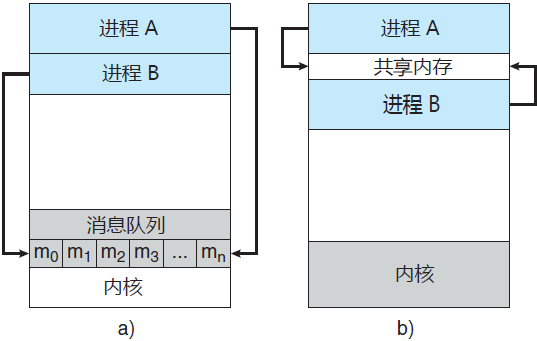 进程 A
进程 B
消息队列
m0 m1 m2 m3 ... mn
内核
a)
进程 A
共享内存
进程 B
内核
b)